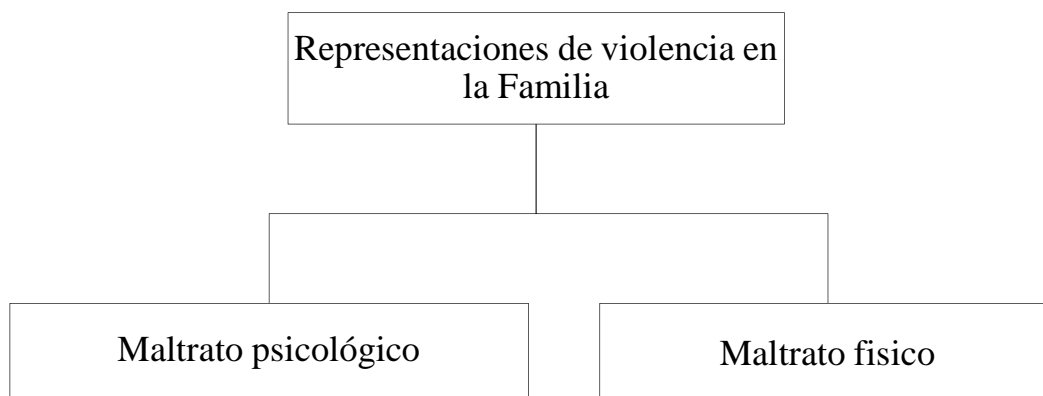 Representaciones de violencia en
la Familia
Maltrato psicológico
Maltrato fisico